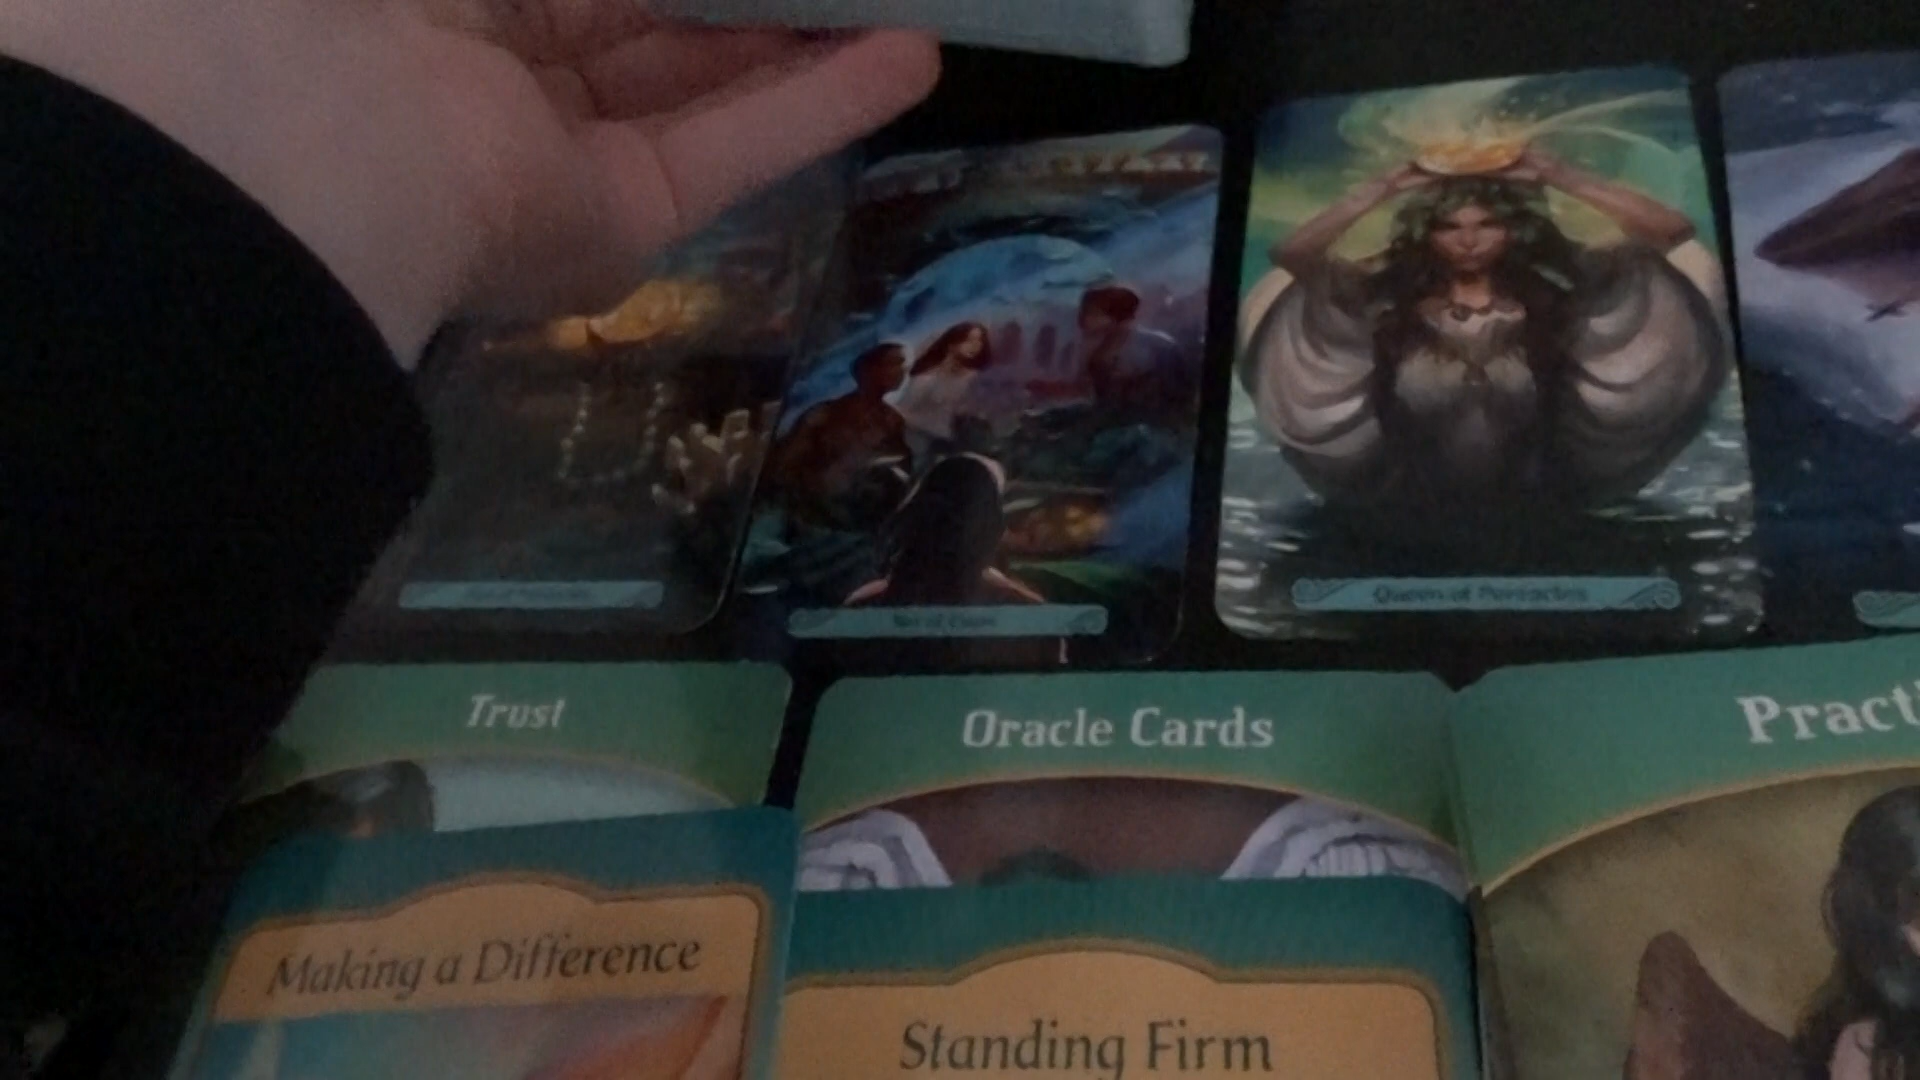 Queen of Pentacles
Trust
Oracle Cards
Practi
Making a Difference
Standing Firm